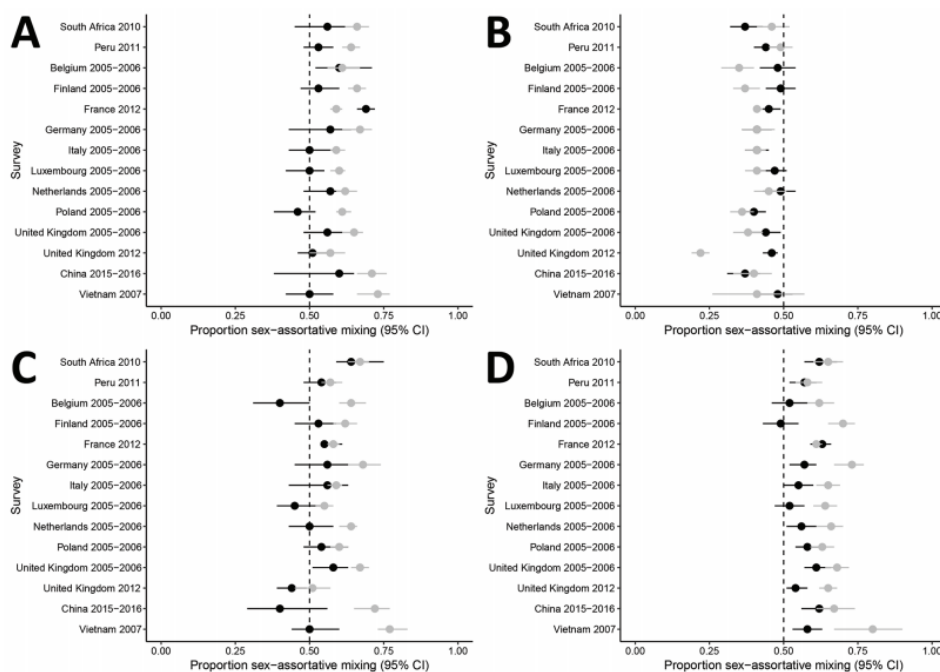 A
South Africa 2010
Peru 2011
Belgium 2005−2006
Finland 2005−2006
France 2012
Germany 2005−2006
Italy 2005−2006
Luxembourg 2005−2006
Netherlands 2005−2006
Poland 2005−2006
United Kingdom 2005−2006
United Kingdom 2012
China 2015−2016
Vietnam 2007
Survey
0.00 0.25 0.50 0.75 1.00
Proportion sex−assortative mixing (95% CI)
B
South Africa 2010
Peru 2011
Belgium 2005−2006
Finland 2005−2006
France 2012
Germany 2005−2006
Italy 2005−2006
Luxembourg 2005−2006
Netherlands 2005−2006
Poland 2005−2006
United Kingdom 2005−2006
United Kingdom 2012
China 2015−2016
Vietnam 2007
Survey
0.00 0.25 0.50 0.75 1.00
Proportion sex−assortative mixing (95% CI)
C
South Africa 2010
Peru 2011
Belgium 2005−2006
Finland 2005−2006
France 2012
Germany 2005−2006
Italy 2005−2006
Luxembourg 2005−2006
Netherlands 2005−2006
Poland 2005−2006
United Kingdom 2005−2006
United Kingdom 2012
China 2015−2016
Vietnam 2007
Survey
0.00 0.25 0.50 0.75 1.00
Proportion sex−assortative mixing (95% CI)
D
South Africa 2010
Peru 2011
Belgium 2005−2006
Finland 2005−2006
France 2012
Germany 2005−2006
Italy 2005−2006
Luxembourg 2005−2006
Netherlands 2005−2006
Poland 2005−2006
United Kingdom 2005−2006
United Kingdom 2012
China 2015−2016
Vietnam 2007
Survey
0.00 0.25 0.50 0.75 1.00
Proportion sex−assortative mixing (95% CI)